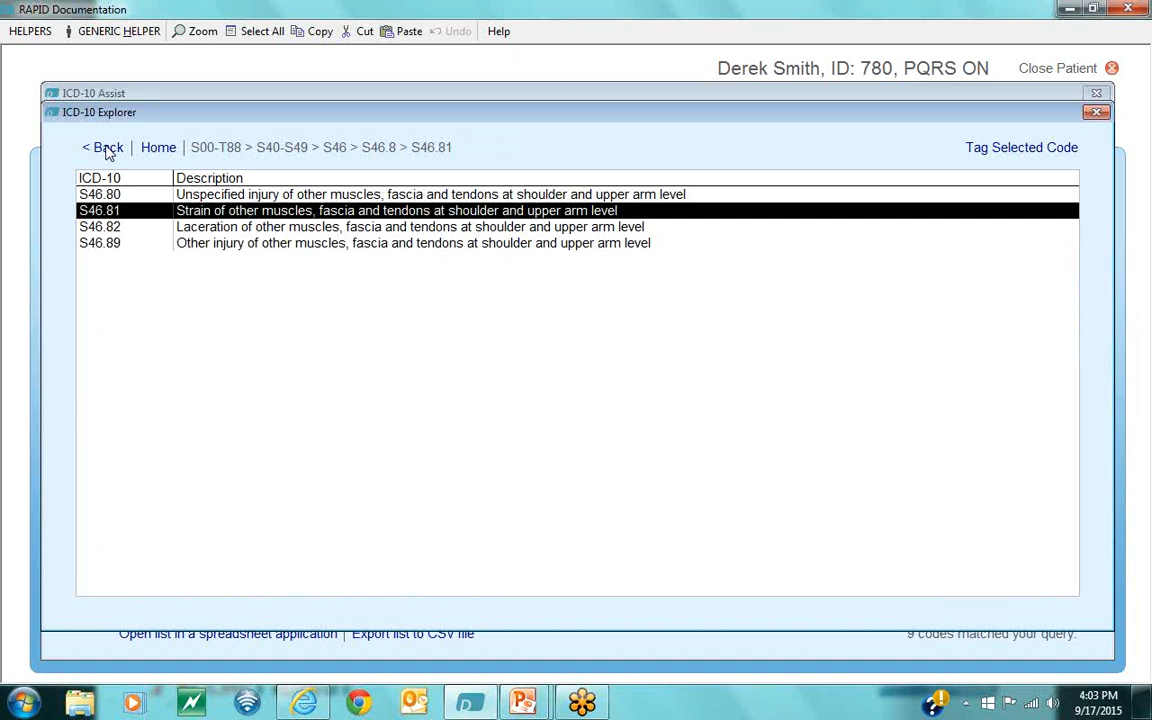 RAPID Documentation
HELPERS GENERIC HELPER Zoom Select All Copy Cut Paste Undo Help
Derek Smith, ID: 780, PQRS ON Close Patient
ICD-10 Assist
ICD-10 Explorer
< Back | Home | S00-T88 > S40-S49 > S46 > S46.8 > S46.81 Tag Selected Code
ICD-10 Description
S46.80 Unspecified injury of other muscles, fascia and tendons at shoulder and upper arm level
S46.81 Strain of other muscles, fascia and tendons at shoulder and upper arm level
S46.82 Laceration of other muscles, fascia and tendons at shoulder and upper arm level
S46.89 Other injury of other muscles, fascia and tendons at shoulder and upper arm level
Open list in a spreadsheet application | Export list to CSV file 9 codes matched your query.
4:03 PM
9/17/2015